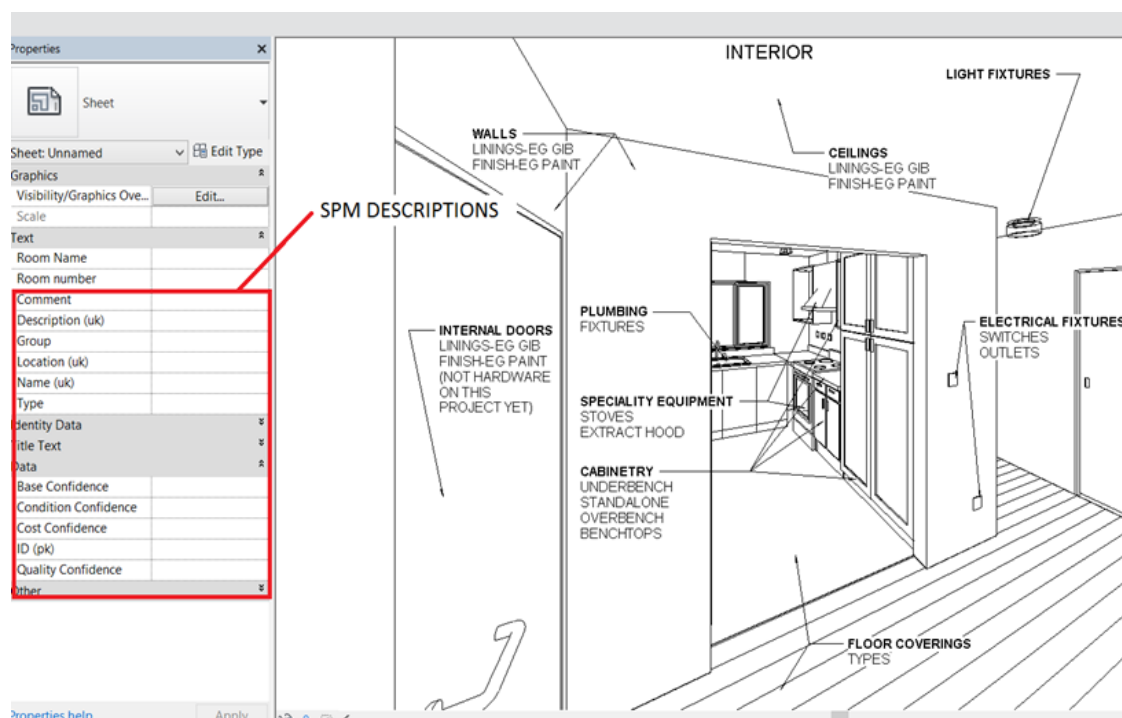 Properties
Sheet
Sheet: Unnamed
Edit Type
Graphics
Visibility/Graphics Ove...
Edit...
Scale
Text
Room Name
Room number
Comment
Description (uk)
Group
Location (uk)
Name (uk)
Type
Identity Data
Title Text
Data
Base Confidence
Condition Confidence
Cost Confidence
ID (pk)
Quality Confidence
Other
Properties help
Apply
SPM DESCRIPTIONS
INTERIOR
LIGHT FIXTURES
WALLS
LININGS-EG GIB
FINISH-EG PAINT
CEILINGS
LININGS-EG GIB
FINISH-EG PAINT
INTERNAL DOORS
LININGS-EG GIB
FINISH-EG PAINT
(NOT HARDWARE
ON THIS
PROJECT YET)
PLUMBING
FIXTURES
ELECTRICAL FIXTURES
SWITCHES
OUTLETS
SPECIALITY EQUIPMENT
STOVES
EXTRACT HOOD
CABINETRY
UNDERBENCH
STANDALONE
OVERBENCH
BENCHTOPS
FLOOR COVERINGS
TYPES